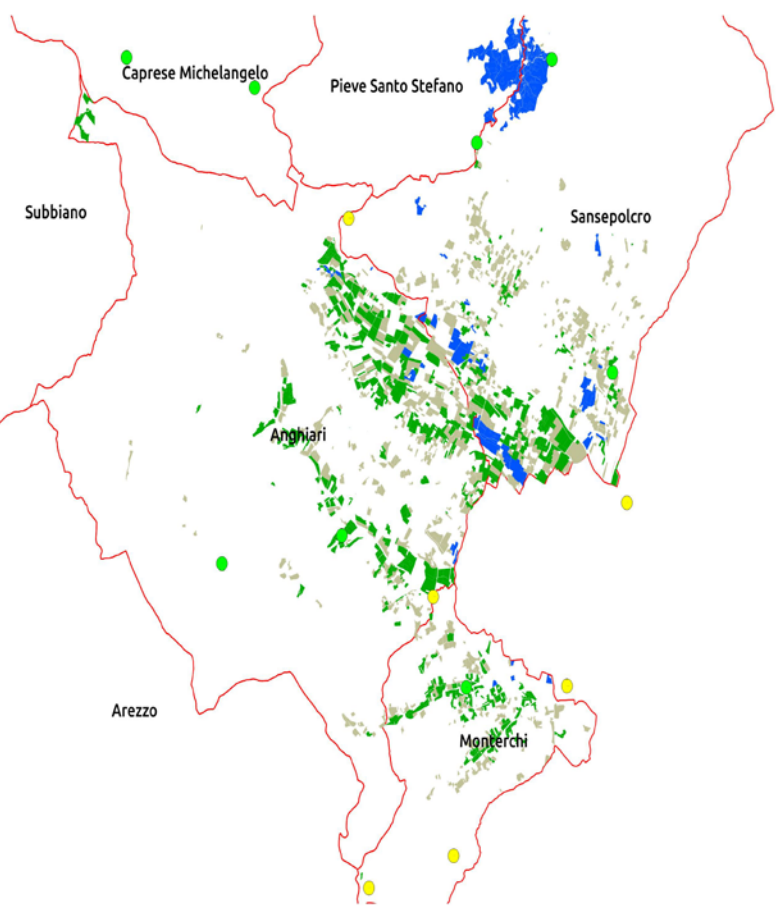 Caprese Michelangelo
Pieve Santo Stefano
Subbiano
Sansepolcro
Anghiari
Arezzo
Monterchi